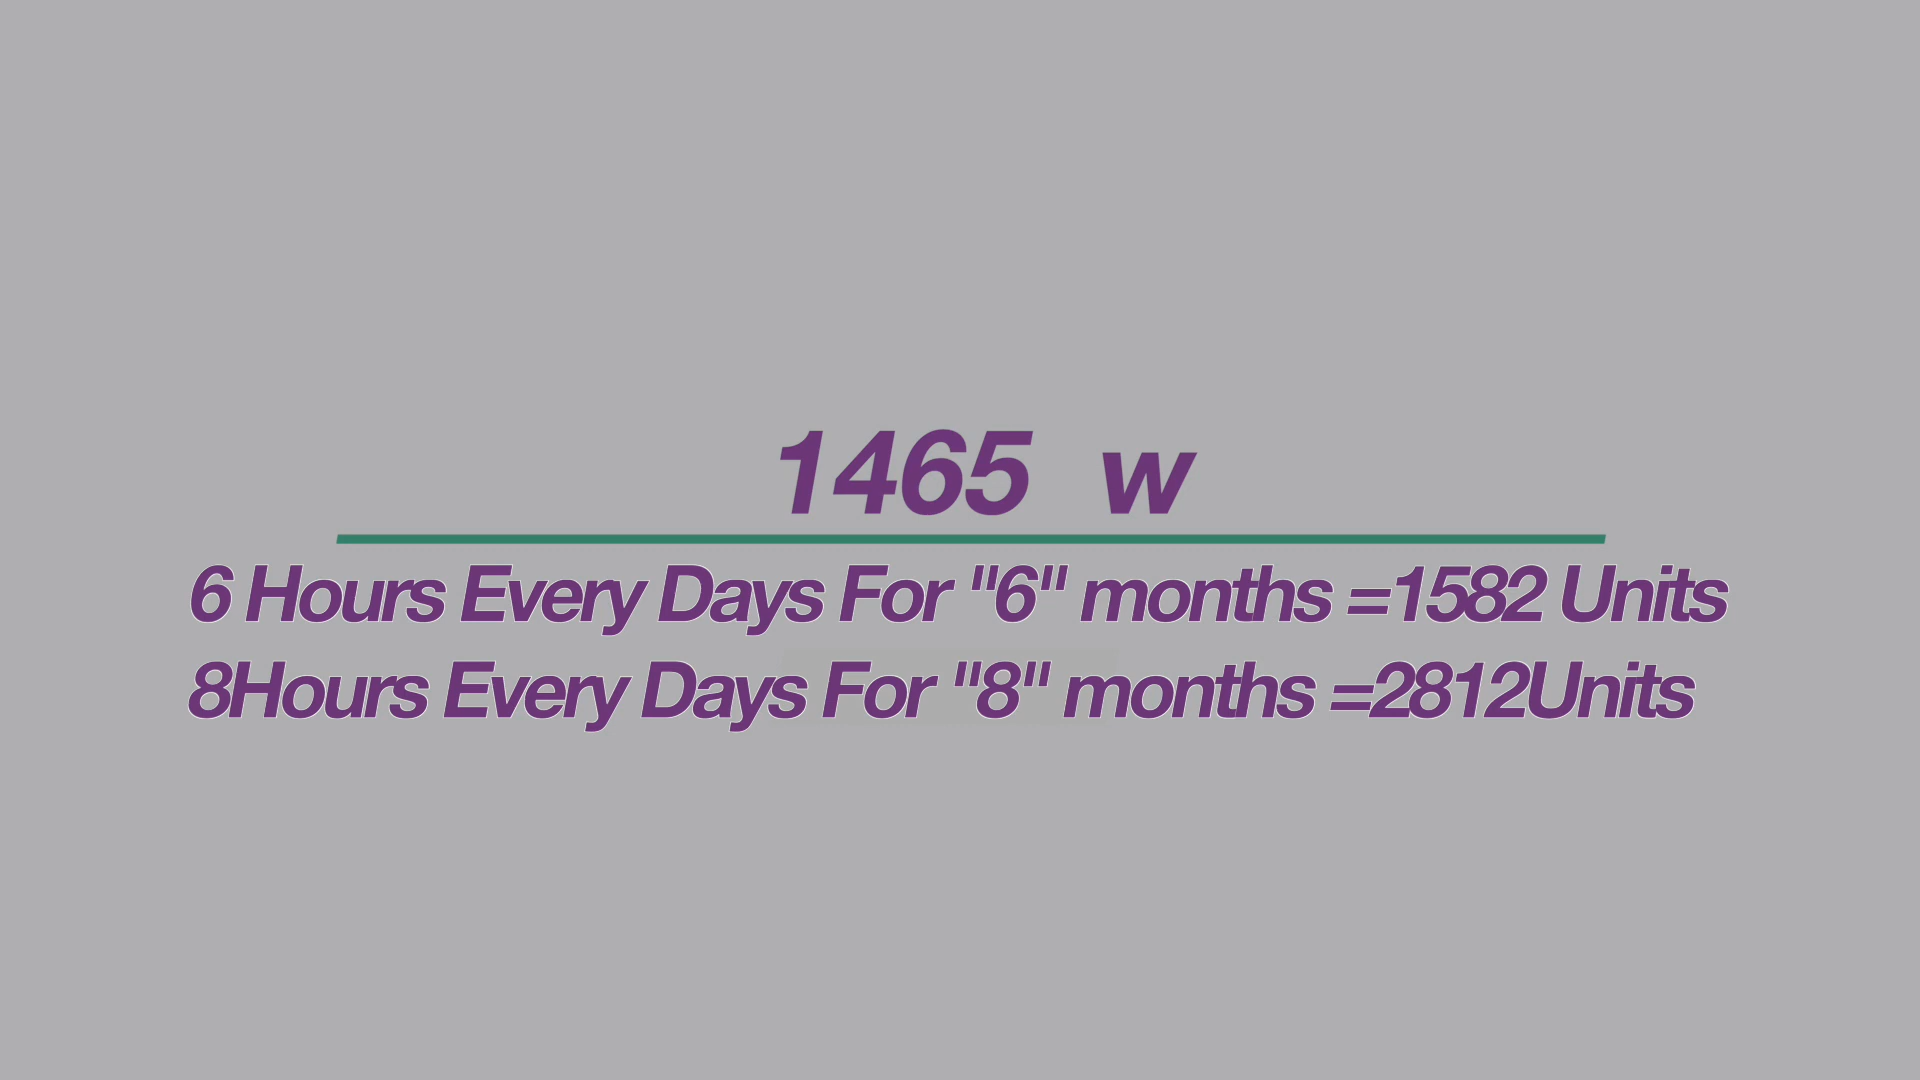 1465 w
6 Hours Every Days For "6" months =1582 Units
8Hours Every Days For "8" months =2812Units